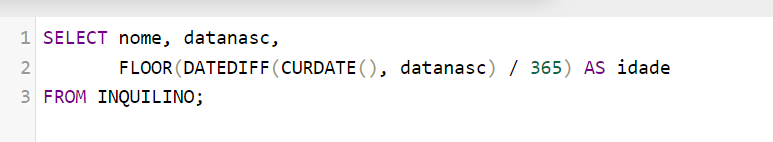 1 SELECT nome, datanasc,
2 FLOOR(DATEDIFF(CURDATE(), datanasc) / 365) AS idade
3 FROM INQUILINO;